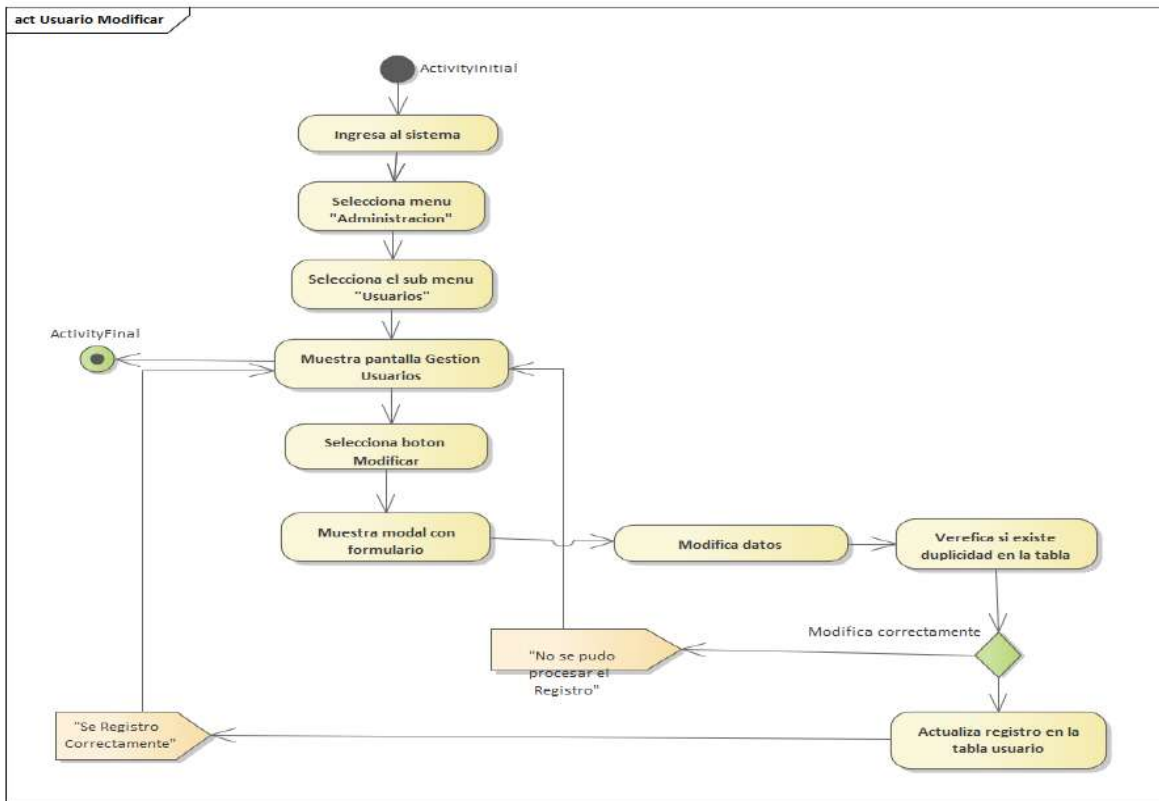 act Usuario Modificar
ActivityInitial
Ingresa al sistema
Selecciona menu
"Administracion"
Selecciona el sub menu
"Usuarios"
ActivityFinal
Muestra pantalla Gestion
Usuarios
Selecciona boton
Modificar
Muestra modal con
formulario
Modifica datos
Verefica si existe
duplicidad en la tabla
Modifica correctamente
"No se pudo
procesar el
Registro"
"Se Registro
Correctamente"
Actualiza registro en la
tabla usuario